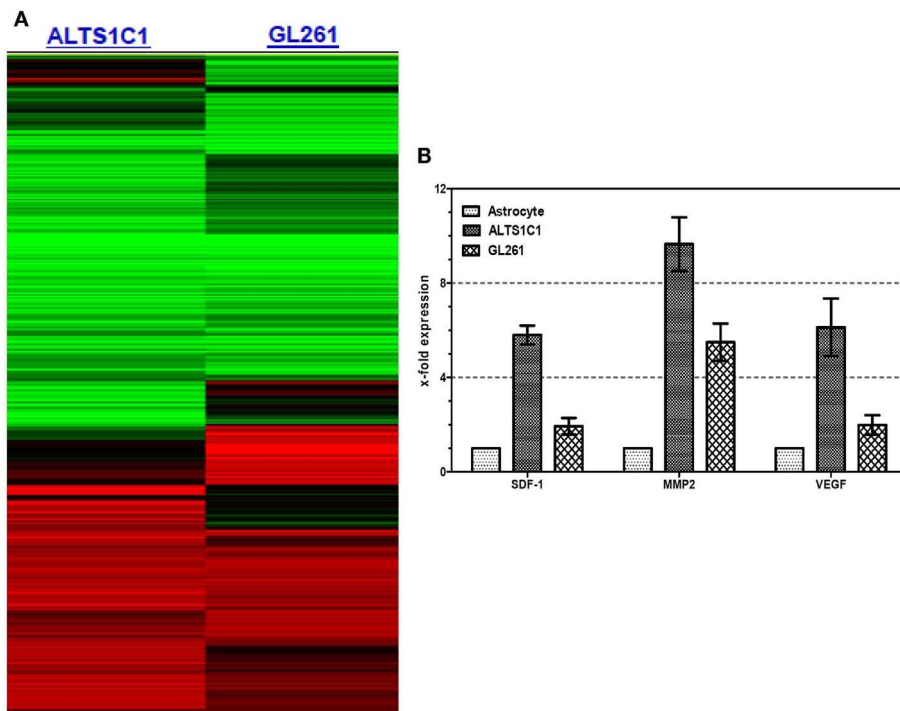 A
ALTS1C1 GL261
B
12
8
4
0
x-fold expression
Astrocyte
ALTS1C1
GL261
SDF-1 MMP2 VEGF